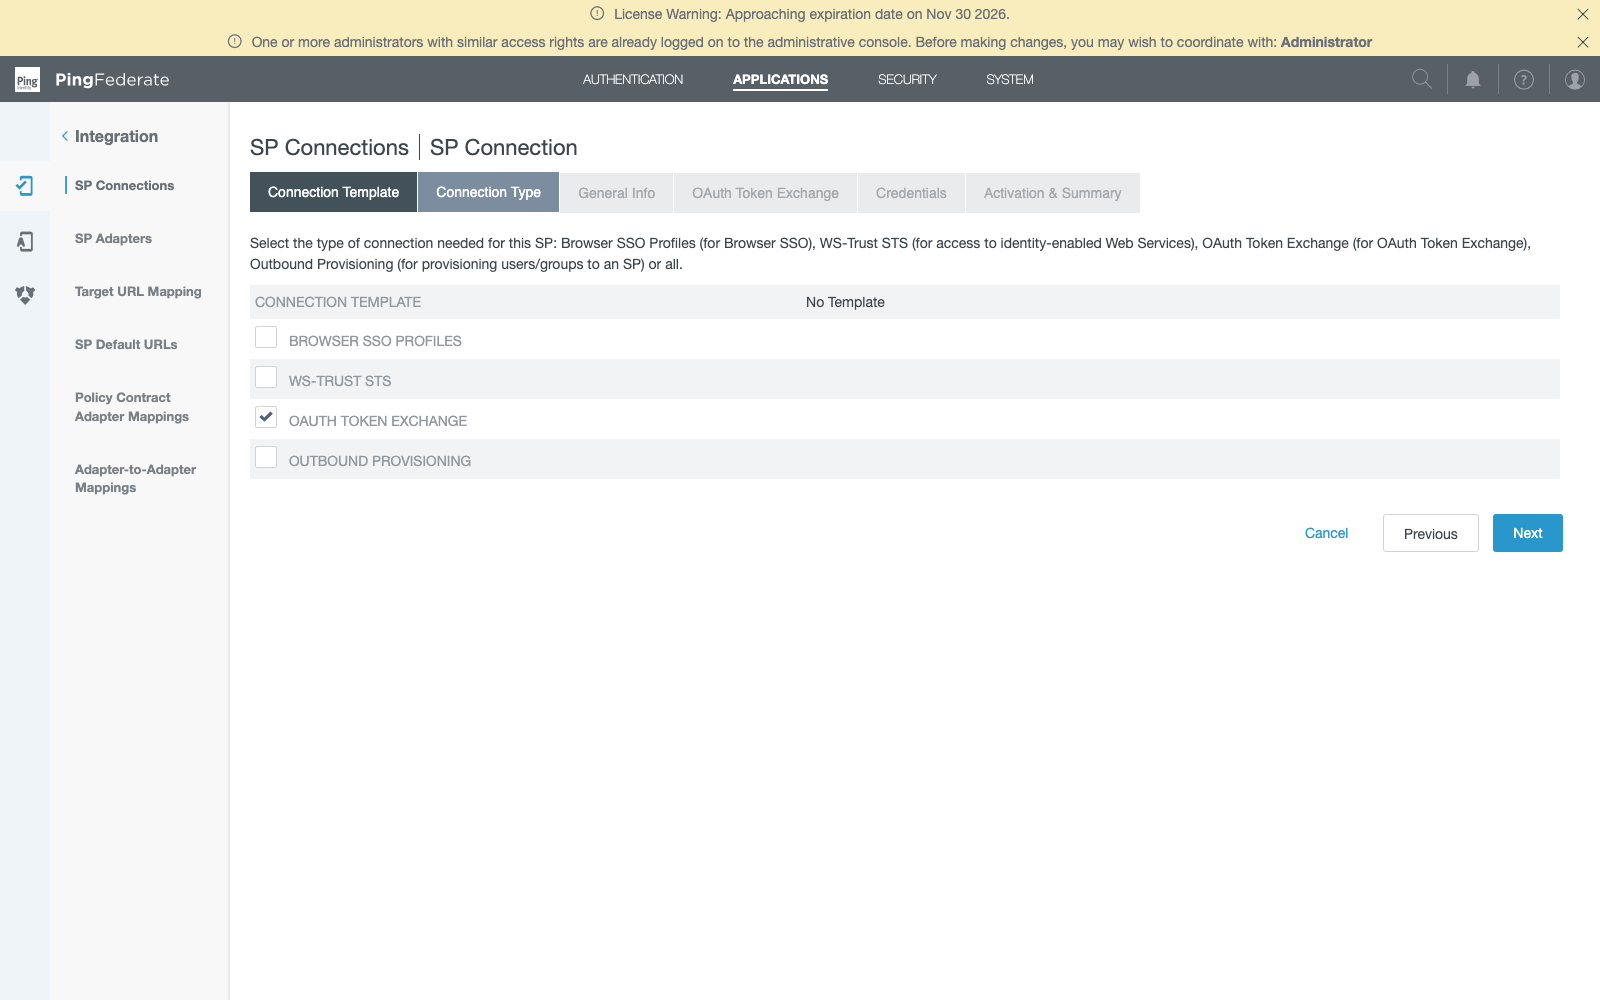 License Warning: Approaching expiration date on Nov 30 2026.
One or more administrators with similar access rights are already logged on to the administrative console. Before making changes, you may wish to coordinate with: Administrator
Ping
PingFederate
AUTHENTICATION
APPLICATIONS
SECURITY
SYSTEM
Integration
SP Connections
SP Adapters
Target URL Mapping
SP Default URLs
Policy Contract
Adapter Mappings
Adapter-to-Adapter
Mappings
SP Connections | SP Connection
Connection Template
Connection Type
General Info
OAuth Token Exchange
Credentials
Activation & Summary
Select the type of connection needed for this SP: Browser SSO Profiles (for Browser SSO), WS-Trust STS (for access to identity-enabled Web Services), OAuth Token Exchange (for OAuth Token Exchange),
Outbound Provisioning (for provisioning users/groups to an SP) or all.
CONNECTION TEMPLATE No Template
BROWSER SSO PROFILES
WS-TRUST STS
OAUTH TOKEN EXCHANGE
OUTBOUND PROVISIONING
Cancel
Previous
Next